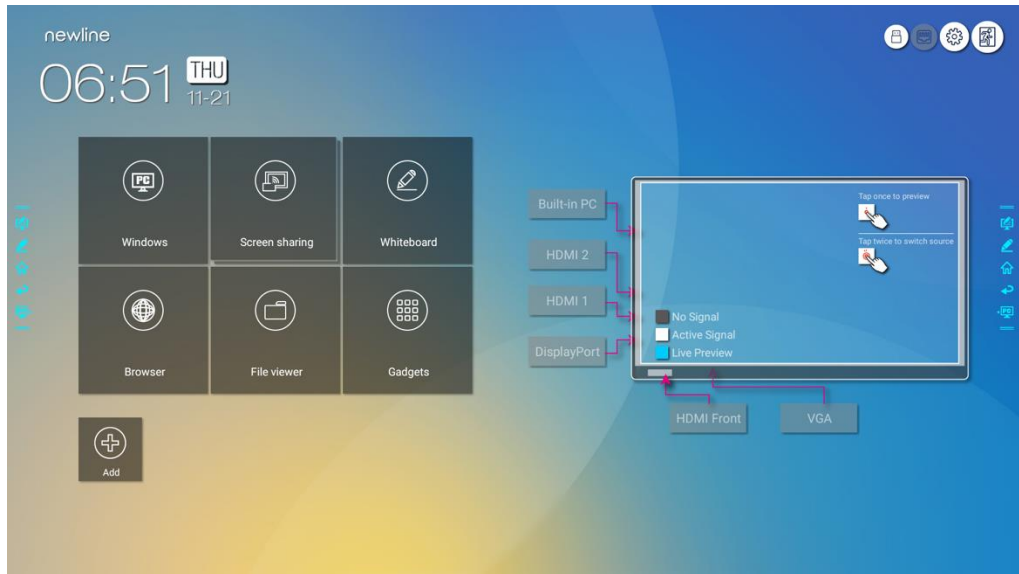 newline
06:51 THU
11-21
PC
Windows
Screen sharing
Whiteboard
Browser
File viewer
Gadgets
Add
Built-in PC
HDMI 2
HDMI 1
DisplayPort
Tap once to preview
Tap twice to switch source
No Signal
Active Signal
Live Preview
HDMI Front
VGA
PC